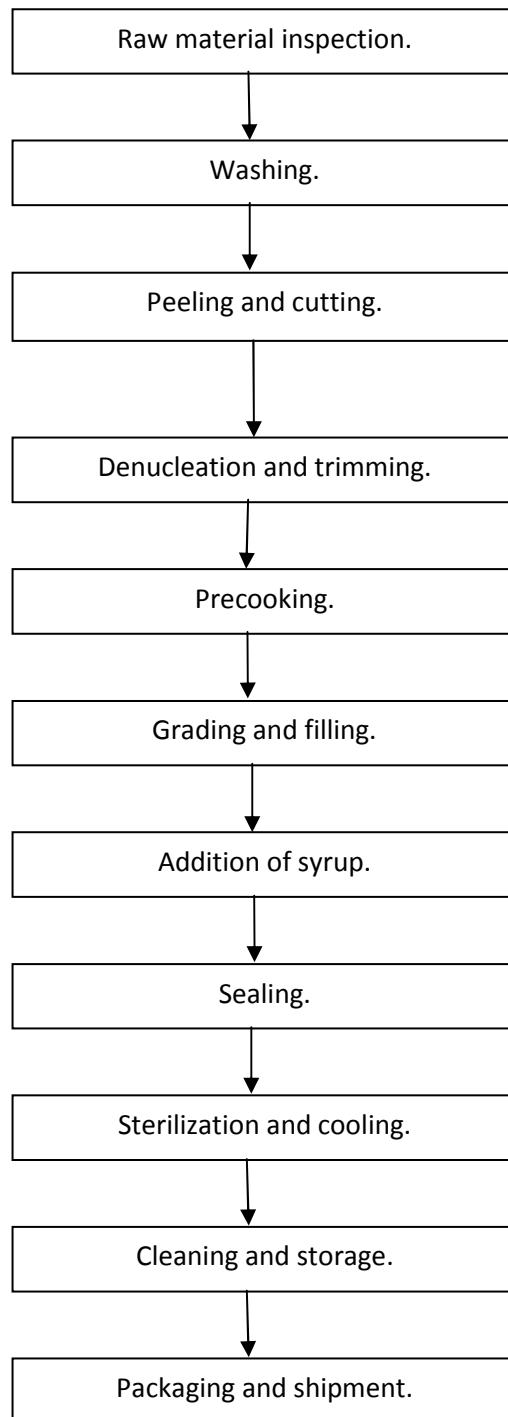 Raw material inspection.
Washing.
Peeling and cutting.
Denucleation and trimming.
Precooking.
Grading and filling.
Addition of syrup.
Sealing.
Sterilization and cooling.
Cleaning and storage.
Packaging and shipment.